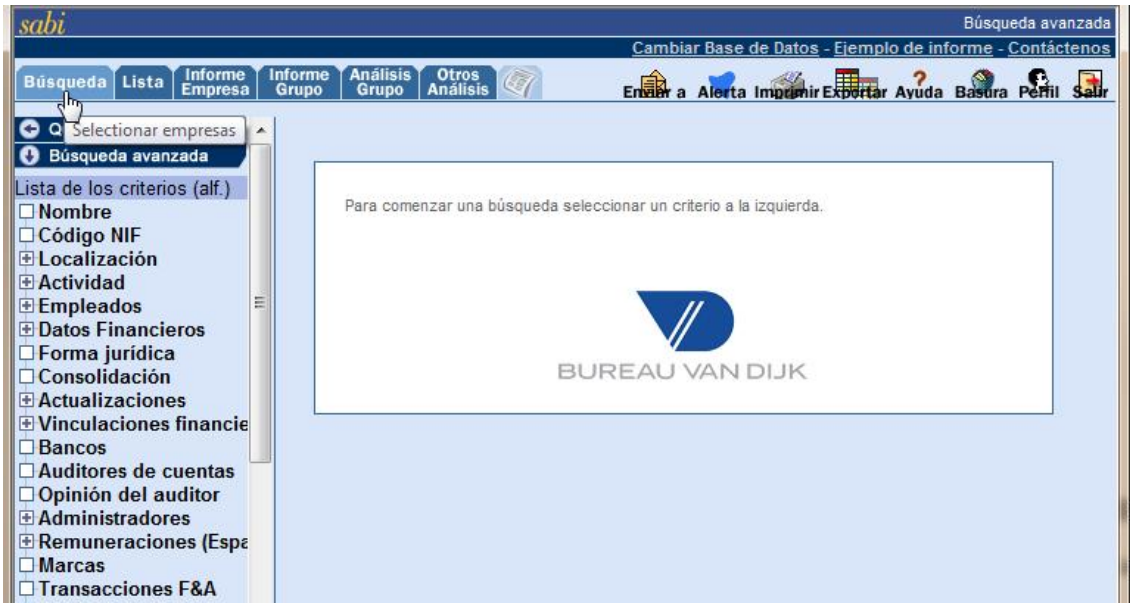 sabi
Búsqueda avanzada
Cambiar Base de Datos - Ejemplo de informe - Contáctenos
Búsqueda Lista Informe Empresa Informe Grupo Análisis Grupo Otros Análisis
Enviar a Alerta Imprimir Exportar Ayuda Basura Perfil Salir
Q
Selectionar empresas
Búsqueda avanzada
Lista de los criterios (alf.)
Nombre
Código NIF
Localización
Actividad
Empleados
Datos Financieros
Forma jurídica
Consolidación
Actualizaciones
Vinculaciones financie
Bancos
Auditores de cuentas
Opinión del auditor
Administradores
Remuneraciones (Espa
Marcas
Transacciones F&A
Para comenzar una búsqueda seleccionar un criterio a la izquierda.
BUREAU VAN DIJK